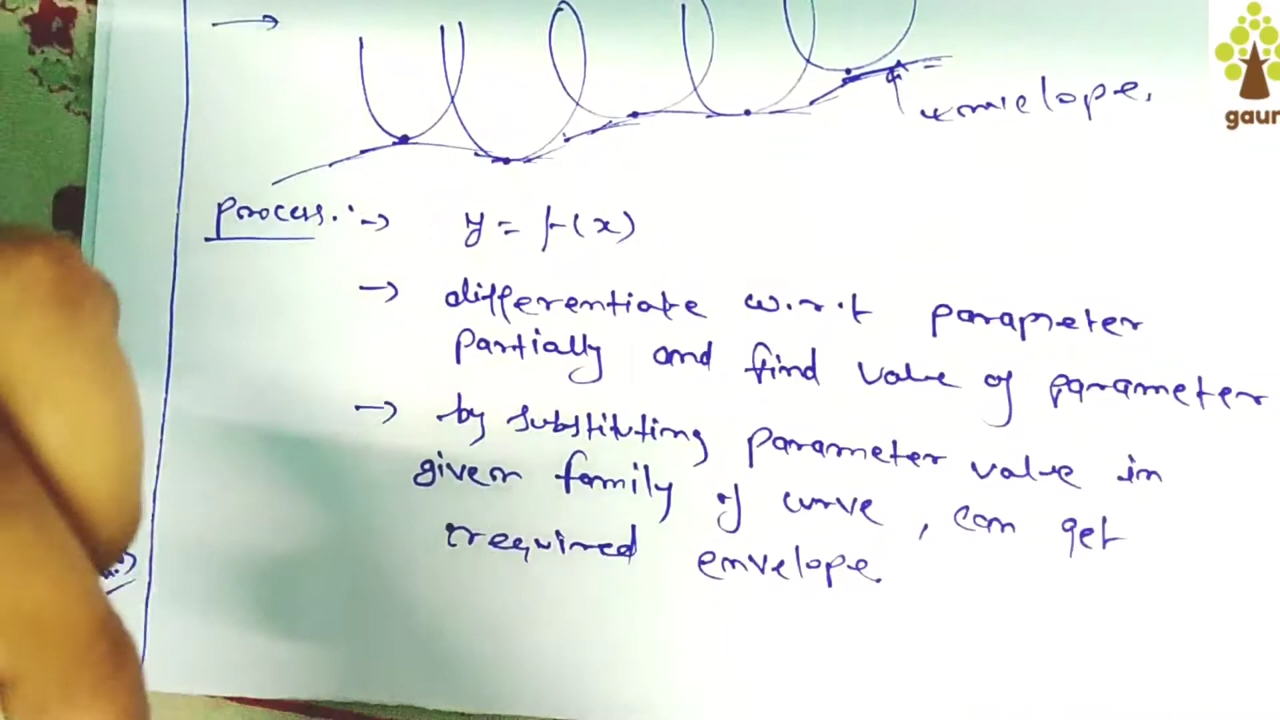 envelope.
gaur
process :→ y = f(x)
→ differentiate w.r.t parameter
partially and find value of parameter
→ by substituting parameter value in
given family of curve, can get
required envelope.